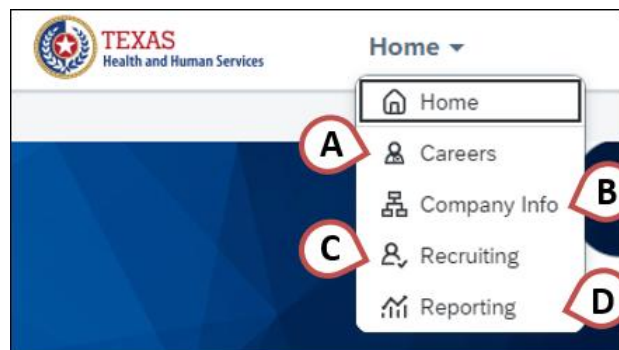 TEXAS
Health and Human Services
Home
Home
A
Careers
Company Info
B
C
Recruiting
Reporting
D